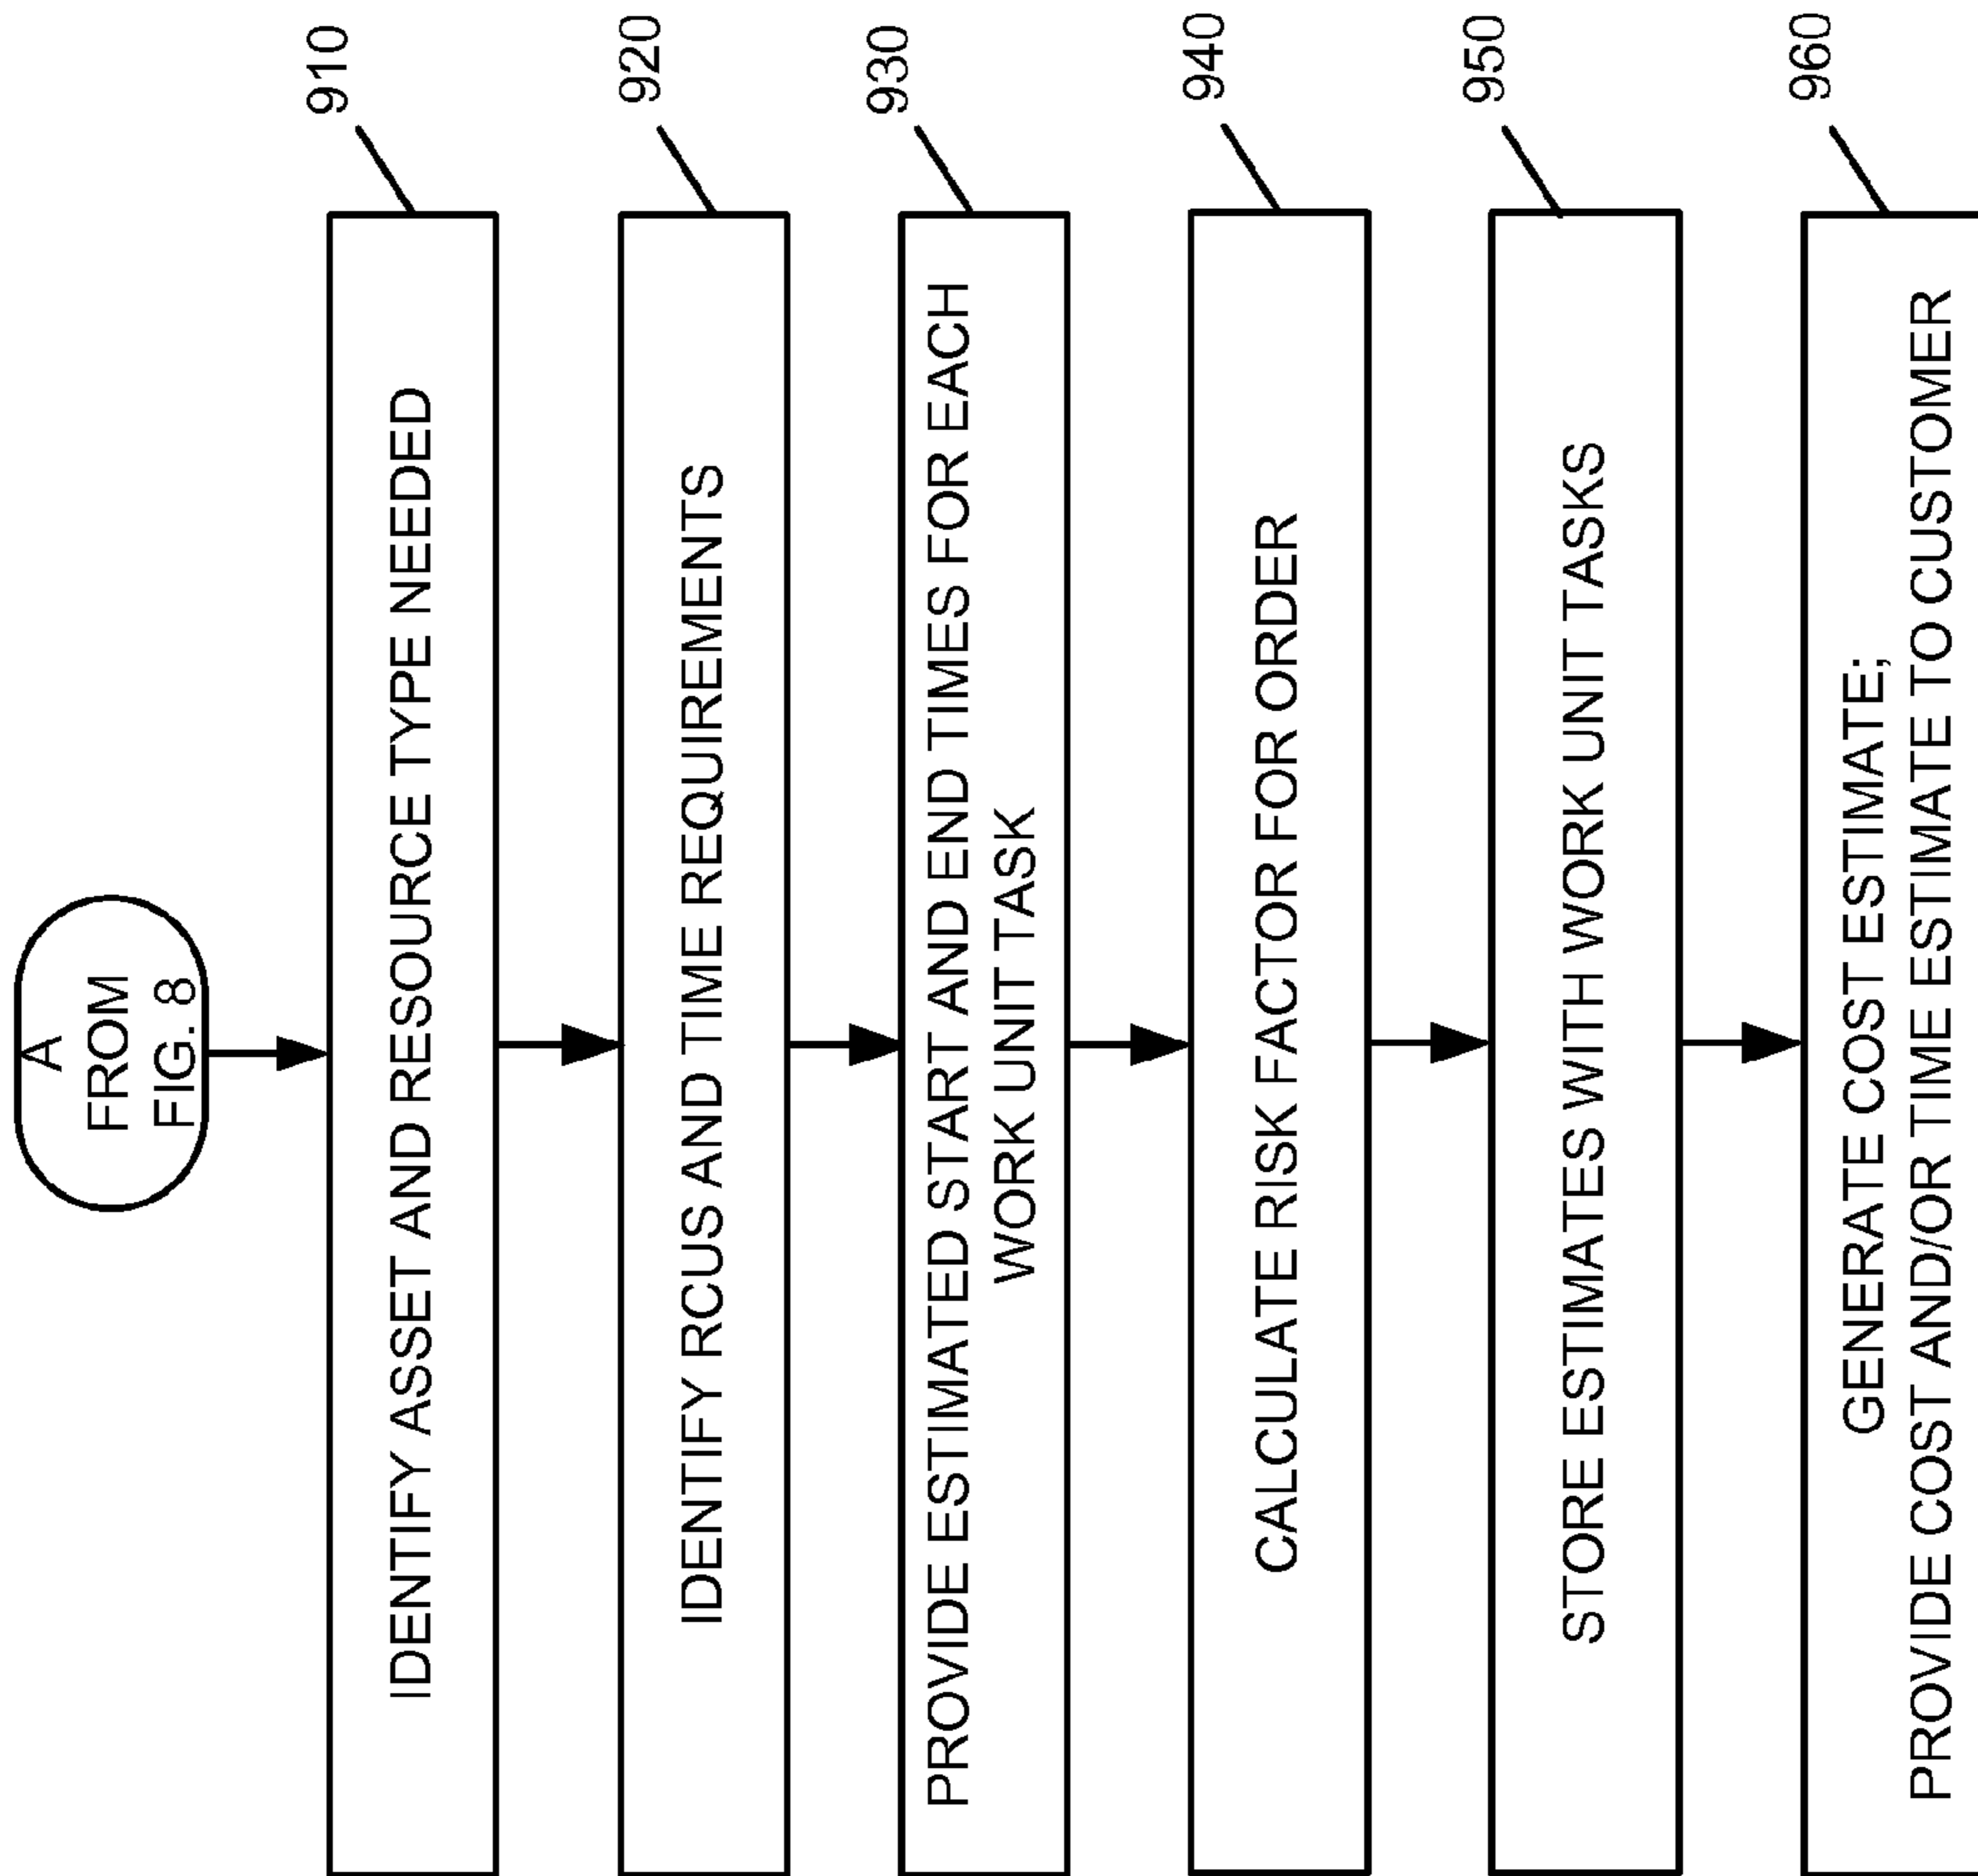 A
FROM
FIG. 8
IDENTIFY ASSET AND RESOURCE TYPE NEEDED
910
IDENTIFY RCUS AND TIME REQUIREMENTS
920
PROVIDE ESTIMATED START AND END TIMES FOR EACH
WORK UNIT TASK
930
CALCULATE RISK FACTOR FOR ORDER
940
STORE ESTIMATES WITH WORK UNIT TASKS
950
GENERATE COST ESTIMATE;
PROVIDE COST AND/OR TIME ESTIMATE TO CUSTOMER
960